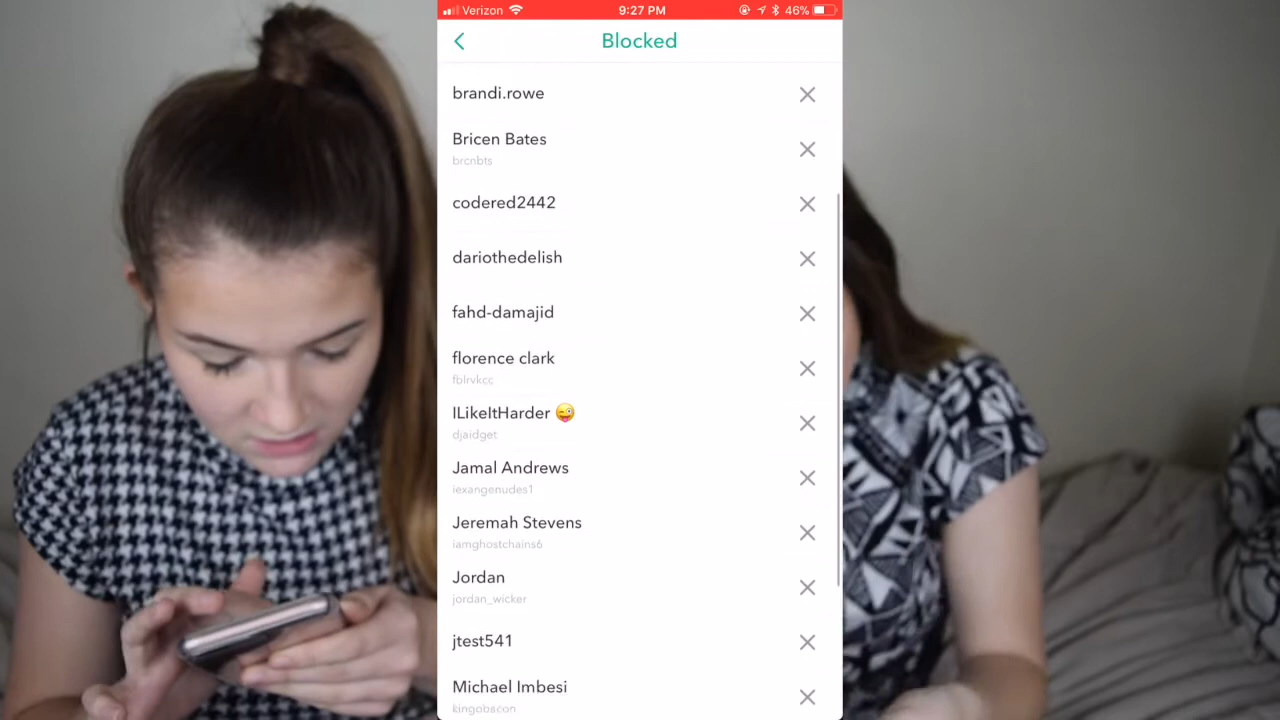 Verizon 9:27 PM 46%
Blocked
brandi.rowe
Bricen Bates
brcnbts
codered2442
dariothedelish
fahd-damajid
florence clark
fblrvkcc
ILikeItHarder 😜
djaidget
Jamal Andrews
iexangenudes1
Jeremah Stevens
iamghostchains6
Jordan
jordan_wicker
jtest541
Michael Imbesi
kingobscon